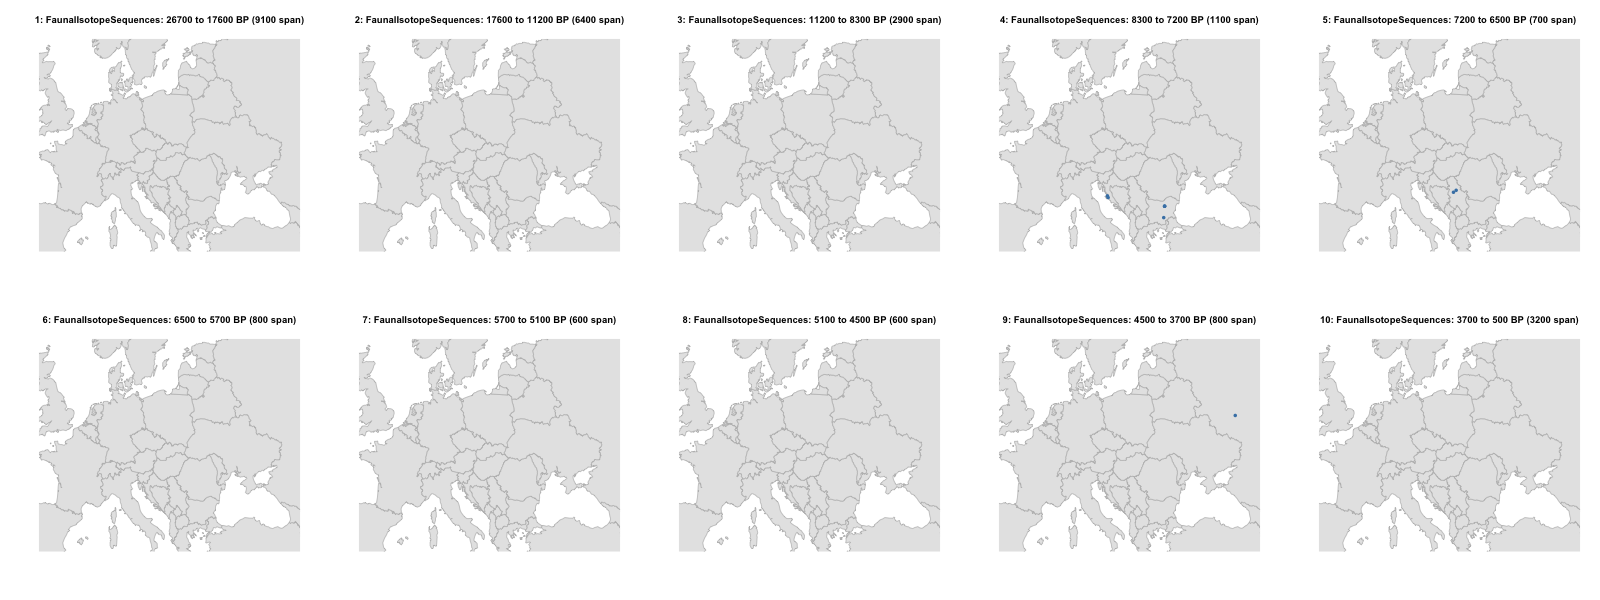 1: FaunalIsotopeSequences: 26700 to 17600 BP (9100 span)
2: FaunalIsotopeSequences: 17600 to 11200 BP (6400 span)
3: FaunalIsotopeSequences: 11200 to 8300 BP (2900 span)
4: FaunalIsotopeSequences: 8300 to 7200 BP (1100 span)
5: FaunalIsotopeSequences: 7200 to 6500 BP (700 span)
6: FaunalIsotopeSequences: 6500 to 5700 BP (800 span)
7: FaunalIsotopeSequences: 5700 to 5100 BP (600 span)
8: FaunalIsotopeSequences: 5100 to 4500 BP (600 span)
9: FaunalIsotopeSequences: 4500 to 3700 BP (800 span)
10: FaunalIsotopeSequences: 3700 to 500 BP (3200 span)